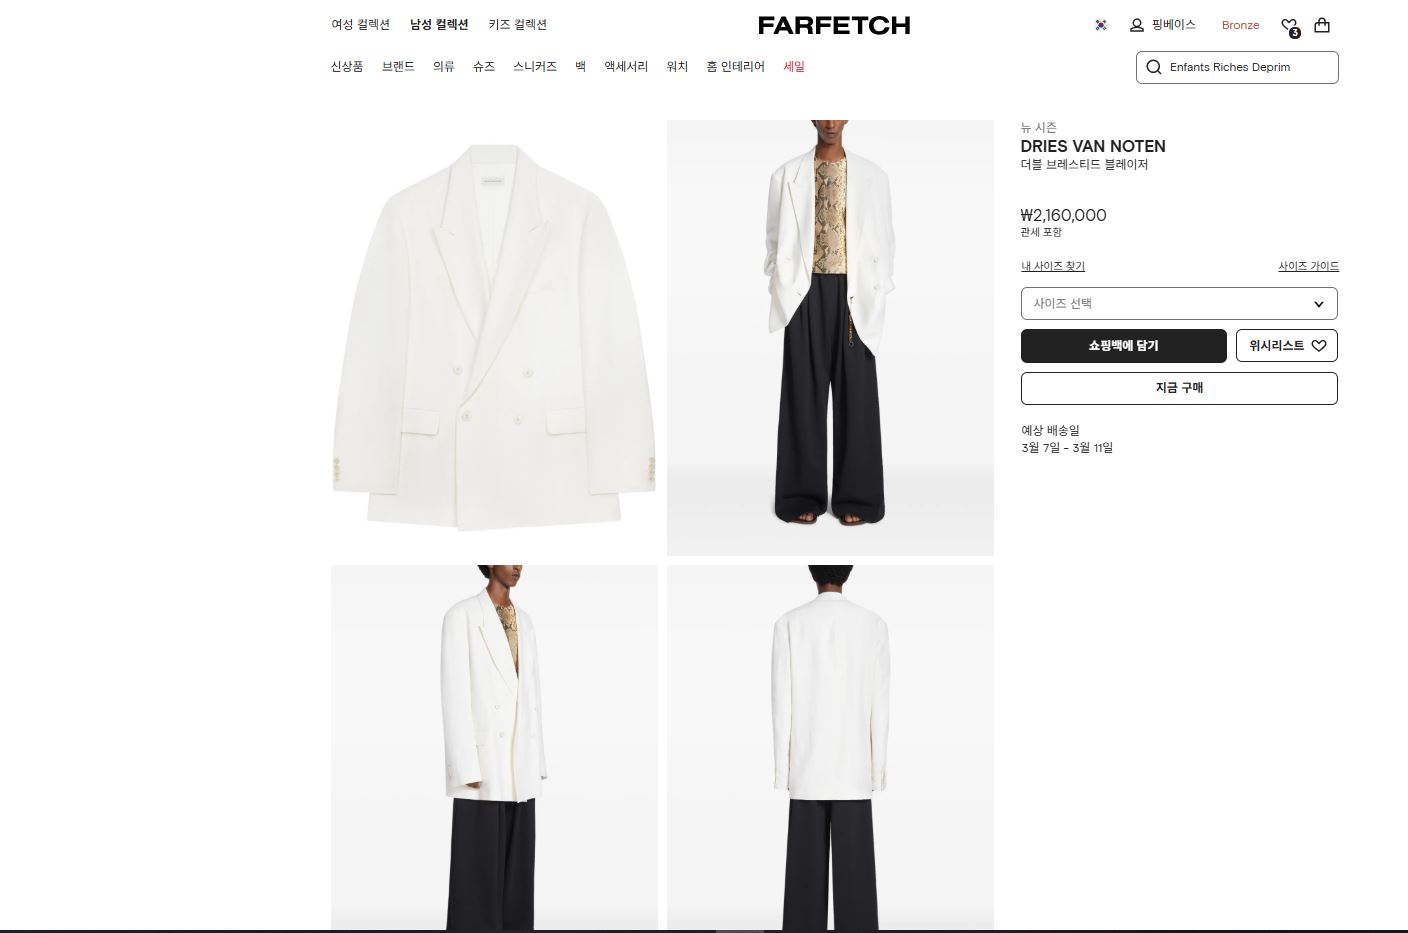 여성 컬렉션 남성 컬렉션 키즈 컬렉션
FARFETCH
핑베이스 Bronze 3
신상품 브랜드 의류 슈즈 스니커즈 백 액세서리 워치 홈 인테리어 세일
Enfants Riches Deprim
뉴 시즌
DRIES VAN NOTEN
더블 브레스티드 블레이저
₩2,160,000
관세 포함
내 사이즈 찾기 사이즈 가이드
사이즈 선택
쇼핑백에 담기 위시리스트
지금 구매
예상 배송일
3월 7일 - 3월 11일